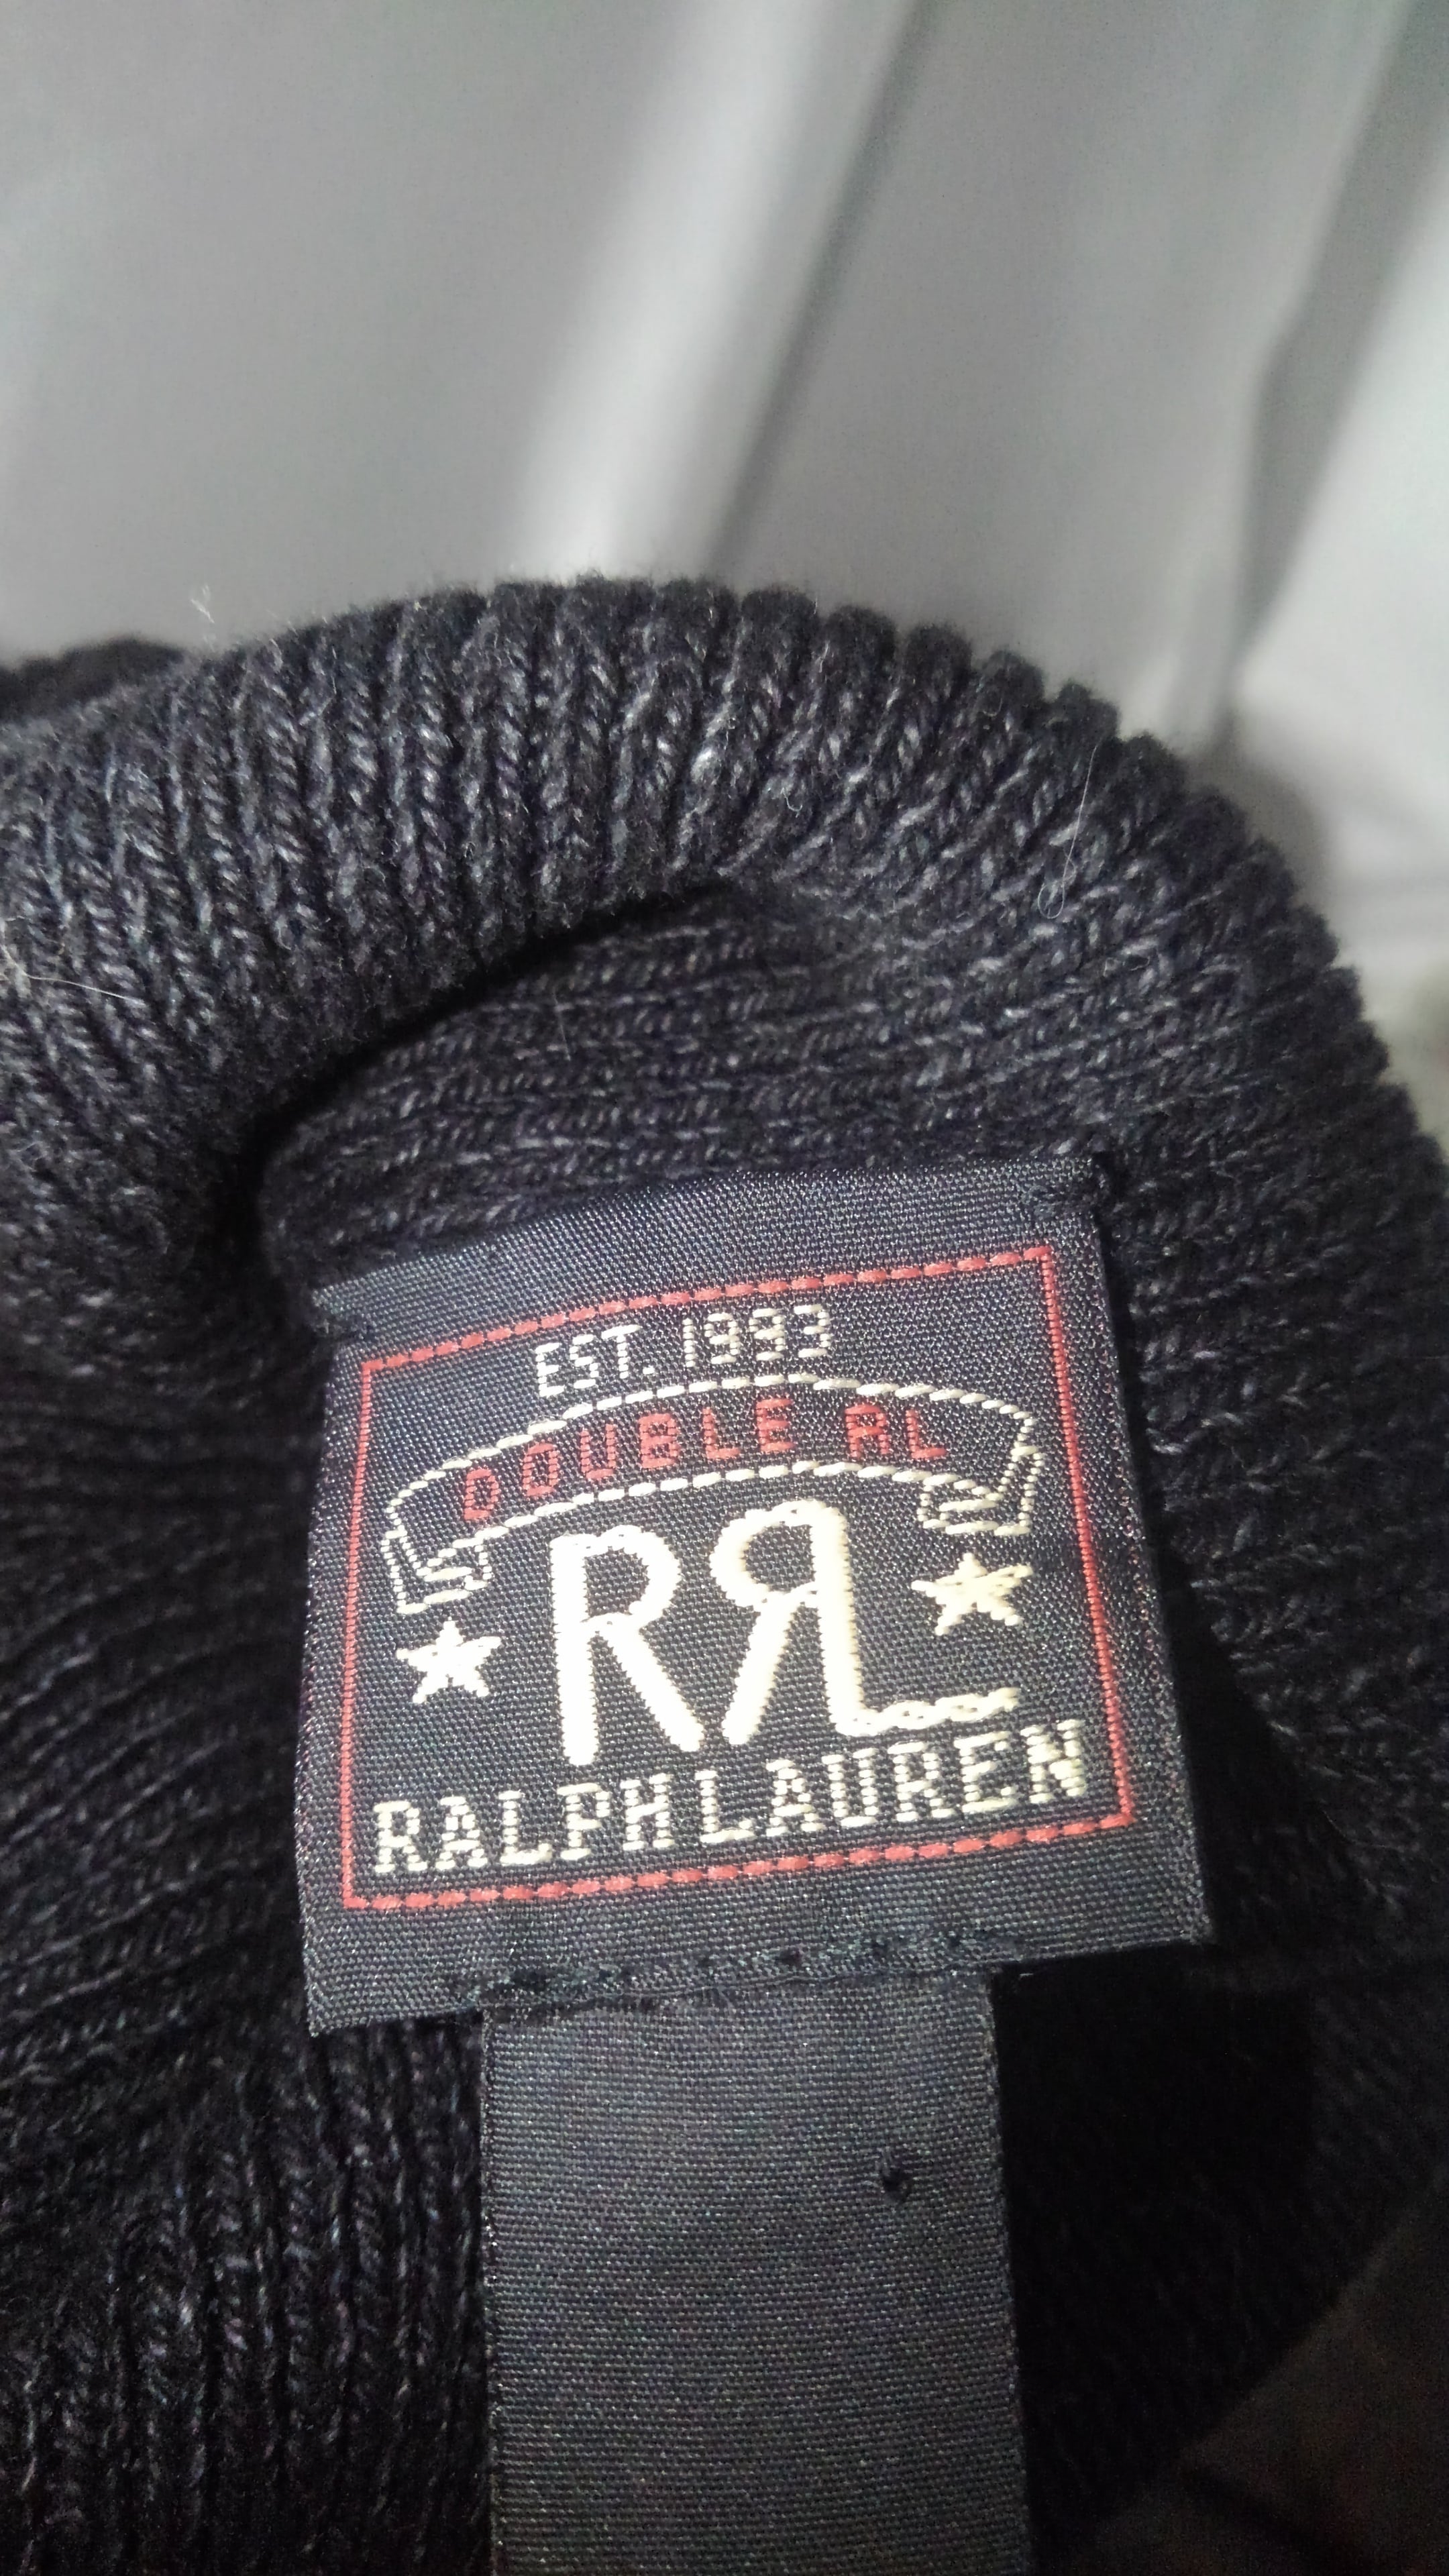 EST. 1993
DOUBLE RL
RRL
RALPH LAUREN